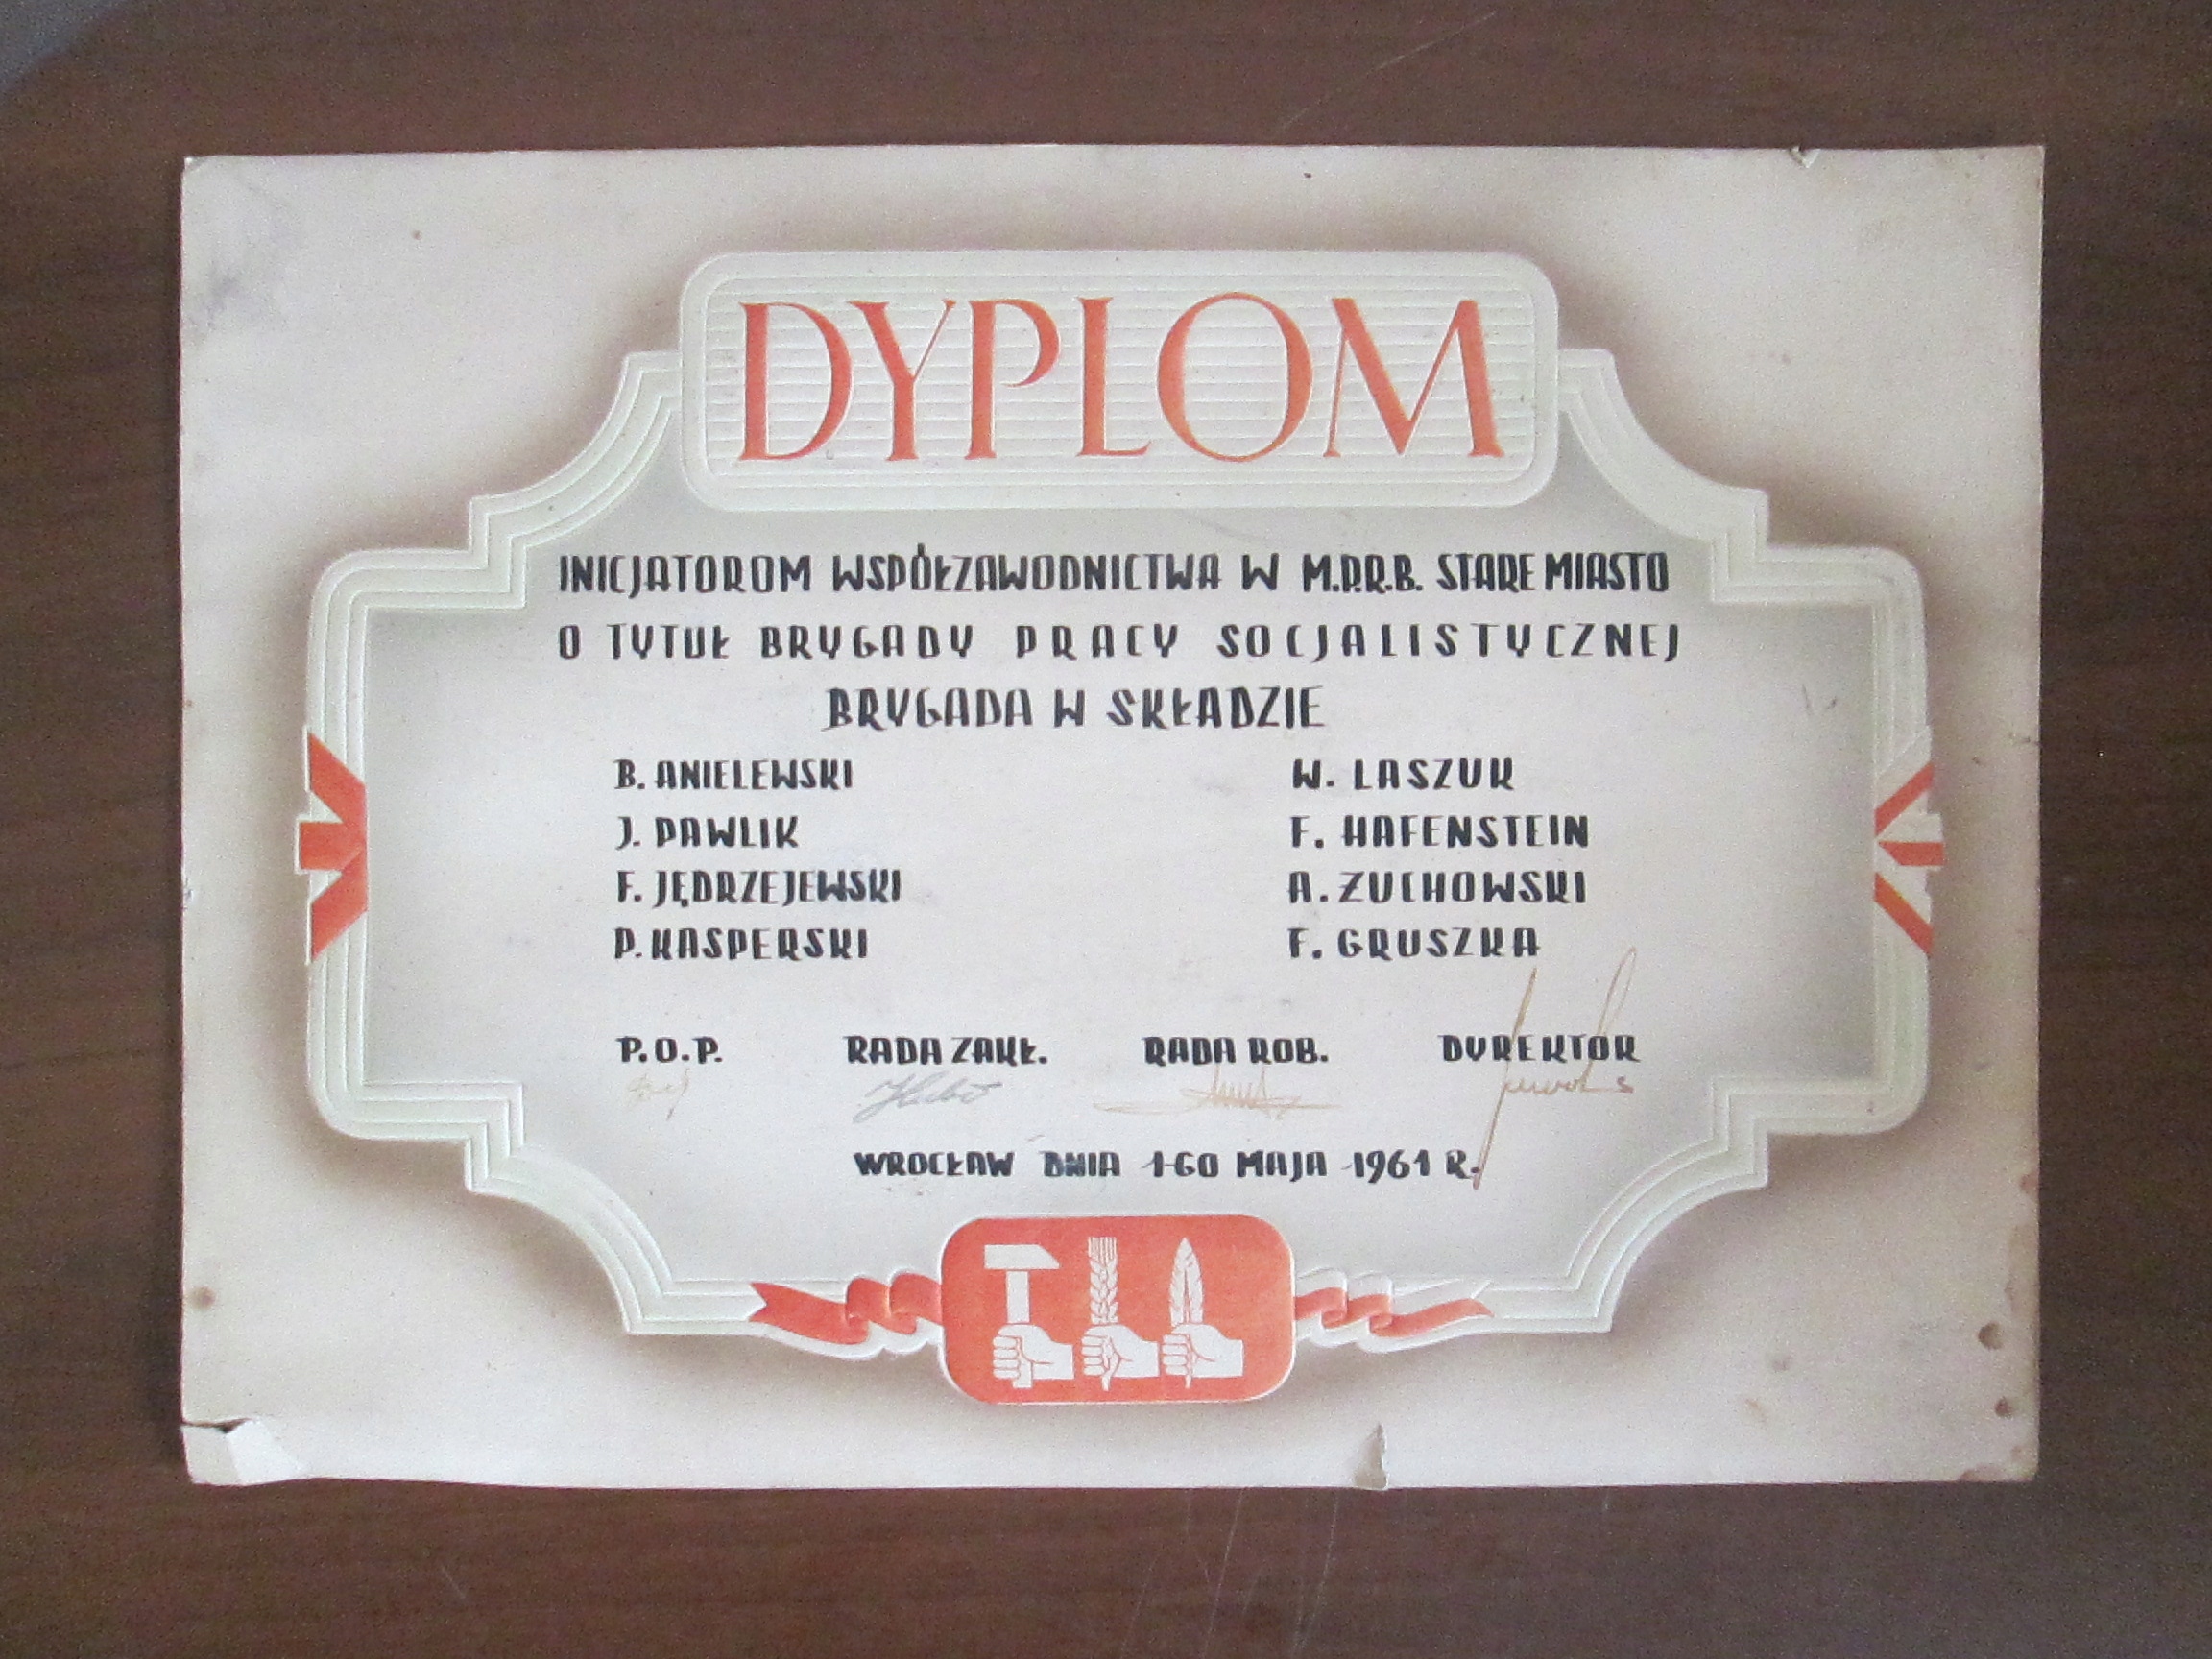 DYPLOM
INICJATOROM WSPÓŁZAWODNICTWA W M.P.R.B. STARE MIASTO
O TYTUŁ BRYGADY PRACY SOCJALISTYCZNEJ
BRYGADA W SKŁADZIE
B. ANIELEWSKI W. LASZUK
J. PAWLIK F. HAFENSTEIN
F. JĘDRZEJEWSKI A. ŻUCHOWSKI
P. KASPERSKI F. GRUSZKA
P.O.P. RADA ZAKŁ. RADA ROB. DYREKTOR
WROCŁAW DNIA 1-GO MAJA 1961 R.